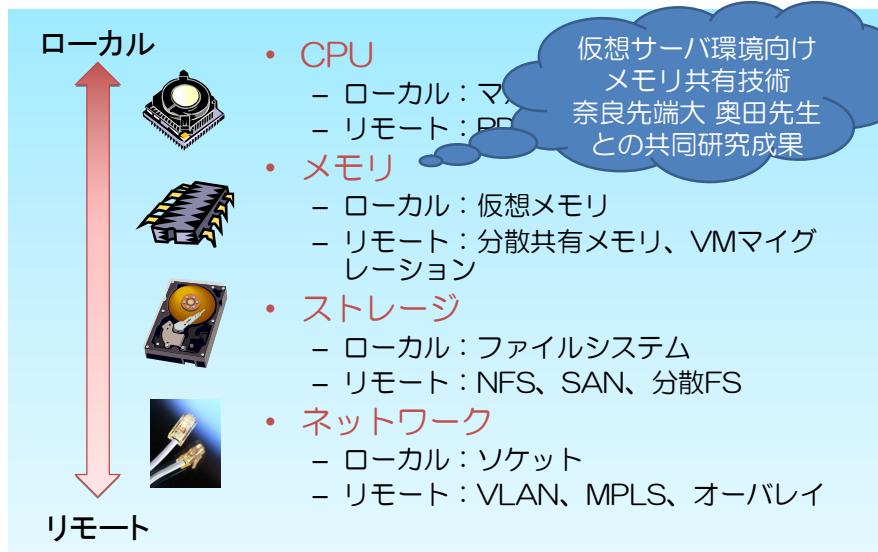 ローカル
• CPU
– ローカル：マ
– リモート：
仮想サーバ環境向け
メモリ共有技術
奈良先端大 奥田先生
との共同研究成果
• メモリ
– ローカル：仮想メモリ
– リモート：分散共有メモリ、VMマイグ
レーション
• ストレージ
– ローカル：ファイルシステム
– リモート：NFS、SAN、分散FS
• ネットワーク
– ローカル：ソケット
– リモート：VLAN、MPLS、オーバレイ
リモート